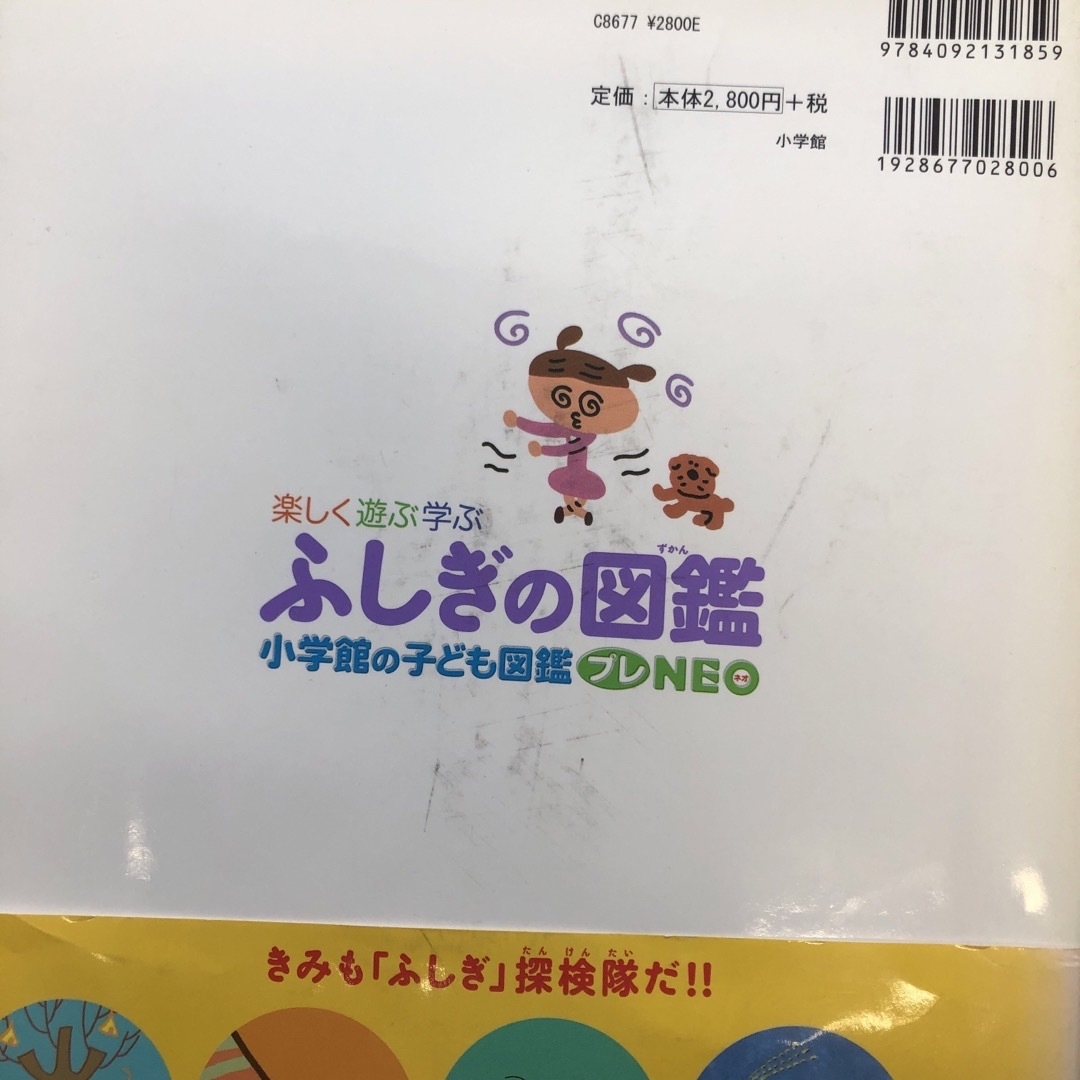 C8677 ¥2800E
9784092131859
定価：本体2,800円+税
小学館
1928677028006
楽しく遊ぶ学ぶ
ずかん
ふしぎの図鑑
小学館の子ども図鑑 プレNEO
ネオ
たんけんたい
きみも「ふしぎ」探検隊だ!!